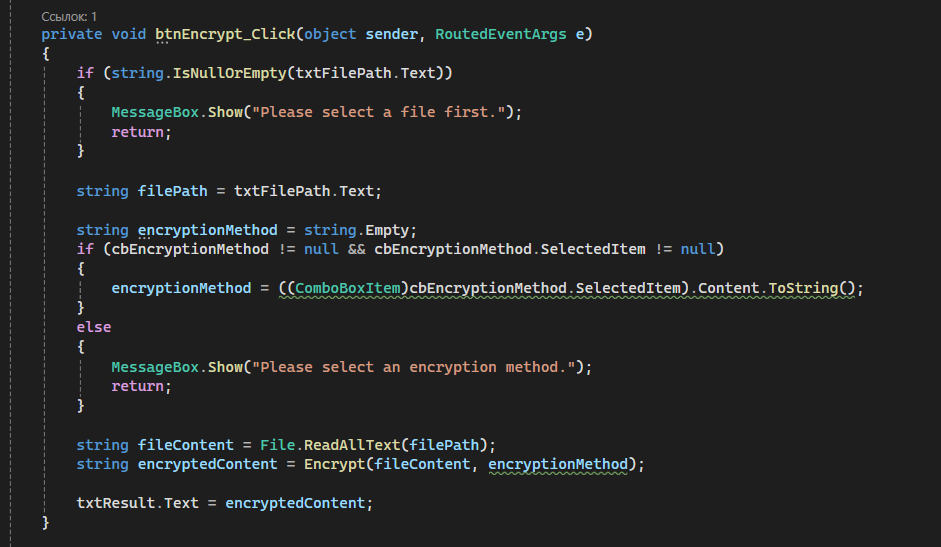 Ссылок: 1
private void btnEncrypt_Click(object sender, RoutedEventArgs e)
{
if (string.IsNullOrEmpty(txtFilePath.Text))
{
MessageBox.Show("Please select a file first.");
return;
}
string filePath = txtFilePath.Text;
string encryptionMethod = string.Empty;
if (cbEncryptionMethod != null && cbEncryptionMethod.SelectedItem != null)
{
encryptionMethod = ((ComboBoxItem)cbEncryptionMethod.SelectedItem).Content.ToString();
}
else
{
MessageBox.Show("Please select an encryption method.");
return;
}
string fileContent = File.ReadAllText(filePath);
string encryptedContent = Encrypt(fileContent, encryptionMethod);
txtResult.Text = encryptedContent;
}